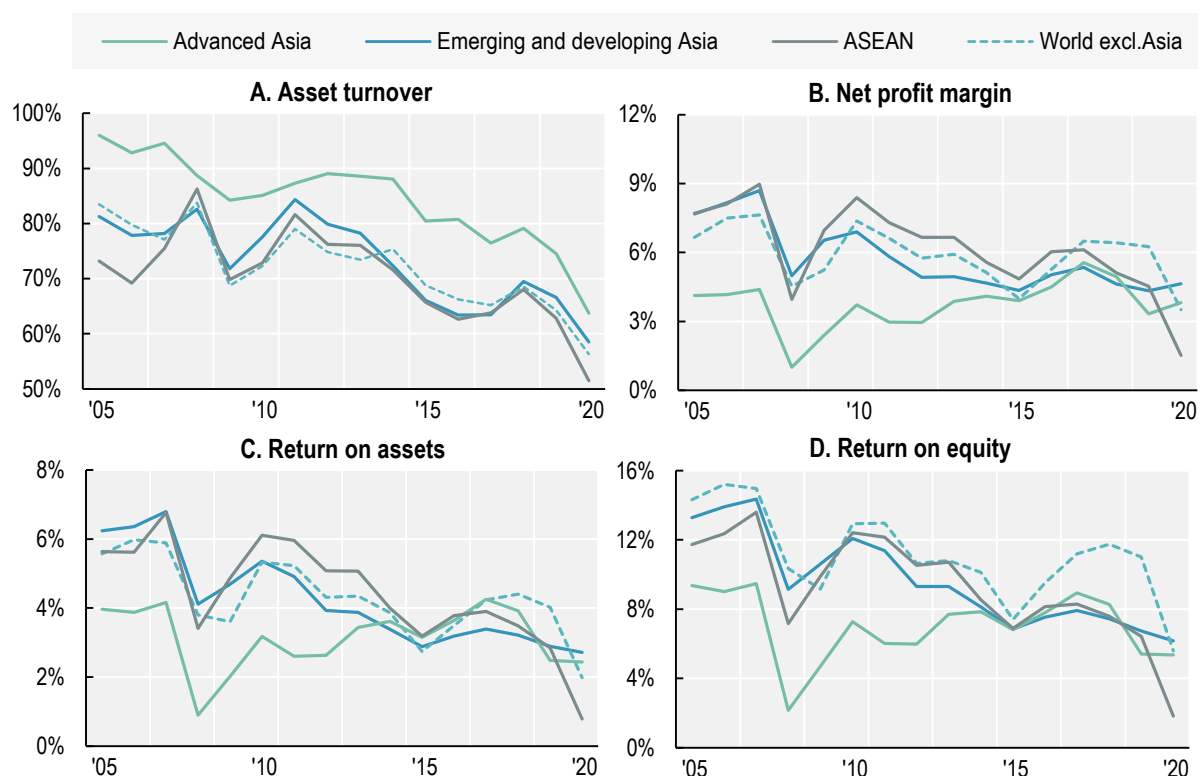 Advanced Asia Emerging and developing Asia ASEAN World excl.Asia
A. Asset turnover
100%
90%
80%
70%
60%
50%
'05 '10 '15 '20
B. Net profit margin
12%
9%
6%
3%
0%
'05 '10 '15 '20
C. Return on assets
8%
6%
4%
2%
0%
'05 '10 '15 '20
D. Return on equity
16%
12%
8%
4%
0%
'05 '10 '15 '20